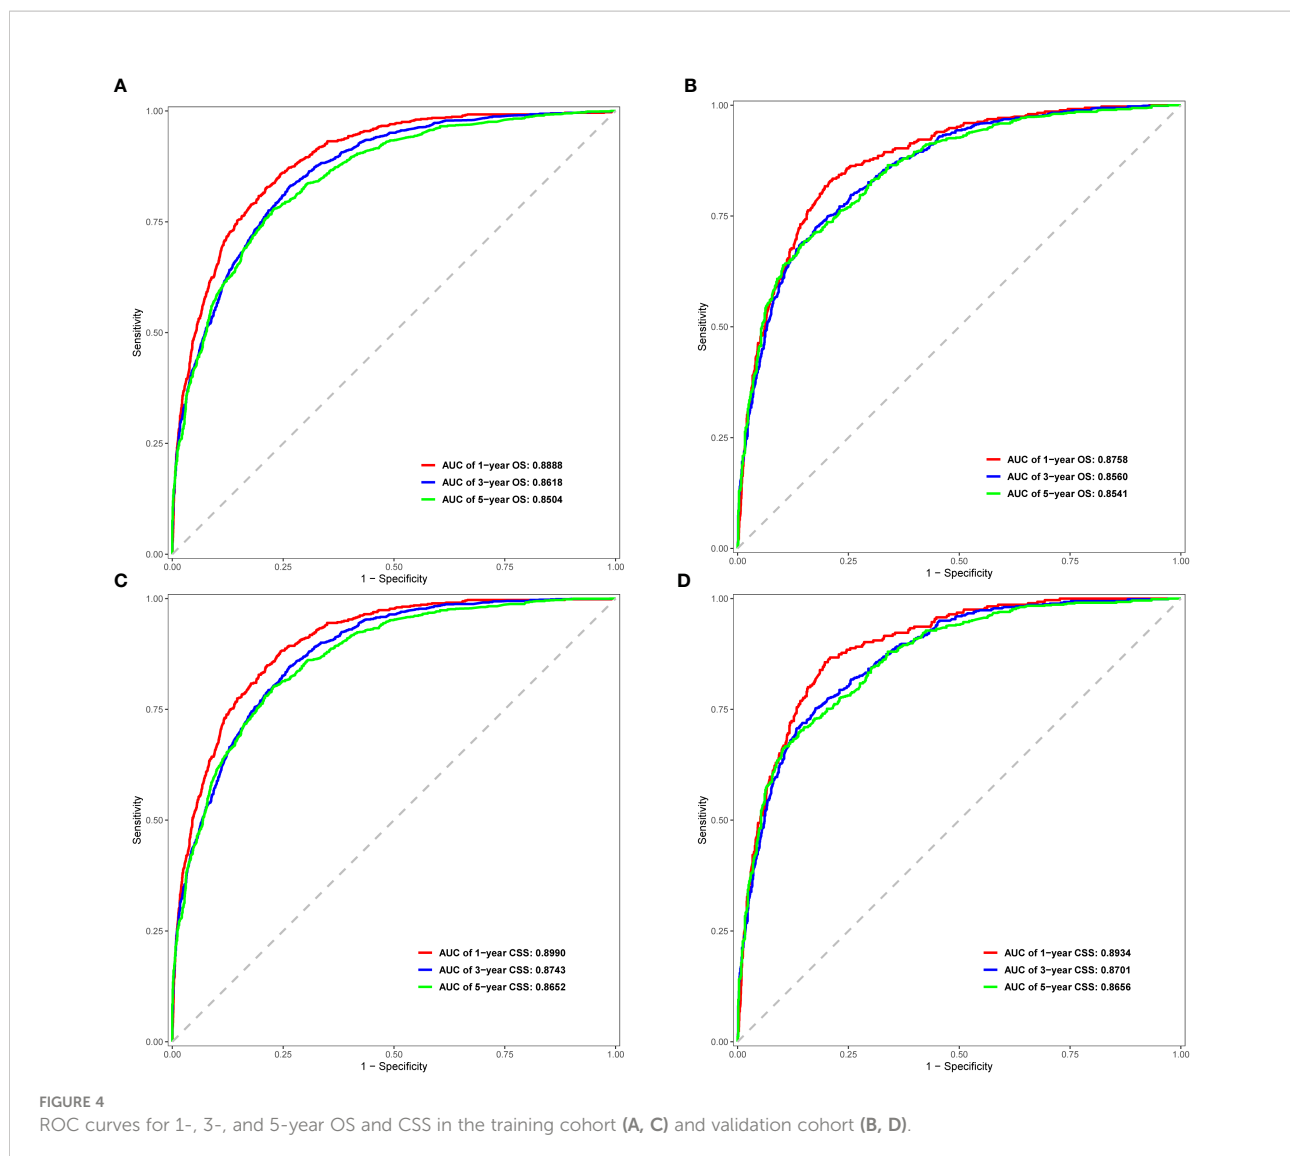 A
1.00
0.75
0.50
0.25
0.00
Sensitivity
AUC of 1-year OS: 0.8888
AUC of 3-year OS: 0.8618
AUC of 5-year OS: 0.8504
0.00 0.25 0.50 0.75 1.00
1 - Specificity
B
1.00
0.75
0.50
0.25
0.00
Sensitivity
AUC of 1-year OS: 0.8758
AUC of 3-year OS: 0.8560
AUC of 5-year OS: 0.8541
0.00 0.25 0.50 0.75 1.00
1 - Specificity
C
1.00
0.75
0.50
0.25
0.00
Sensitivity
AUC of 1-year CSS: 0.8990
AUC of 3-year CSS: 0.8743
AUC of 5-year CSS: 0.8652
0.00 0.25 0.50 0.75 1.00
1 - Specificity
D
1.00
0.75
0.50
0.25
0.00
Sensitivity
AUC of 1-year CSS: 0.8934
AUC of 3-year CSS: 0.8701
AUC of 5-year CSS: 0.8656
0.00 0.25 0.50 0.75 1.00
1 - Specificity
FIGURE 4
ROC curves for 1-, 3-, and 5-year OS and CSS in the training cohort (A, C) and validation cohort (B, D).